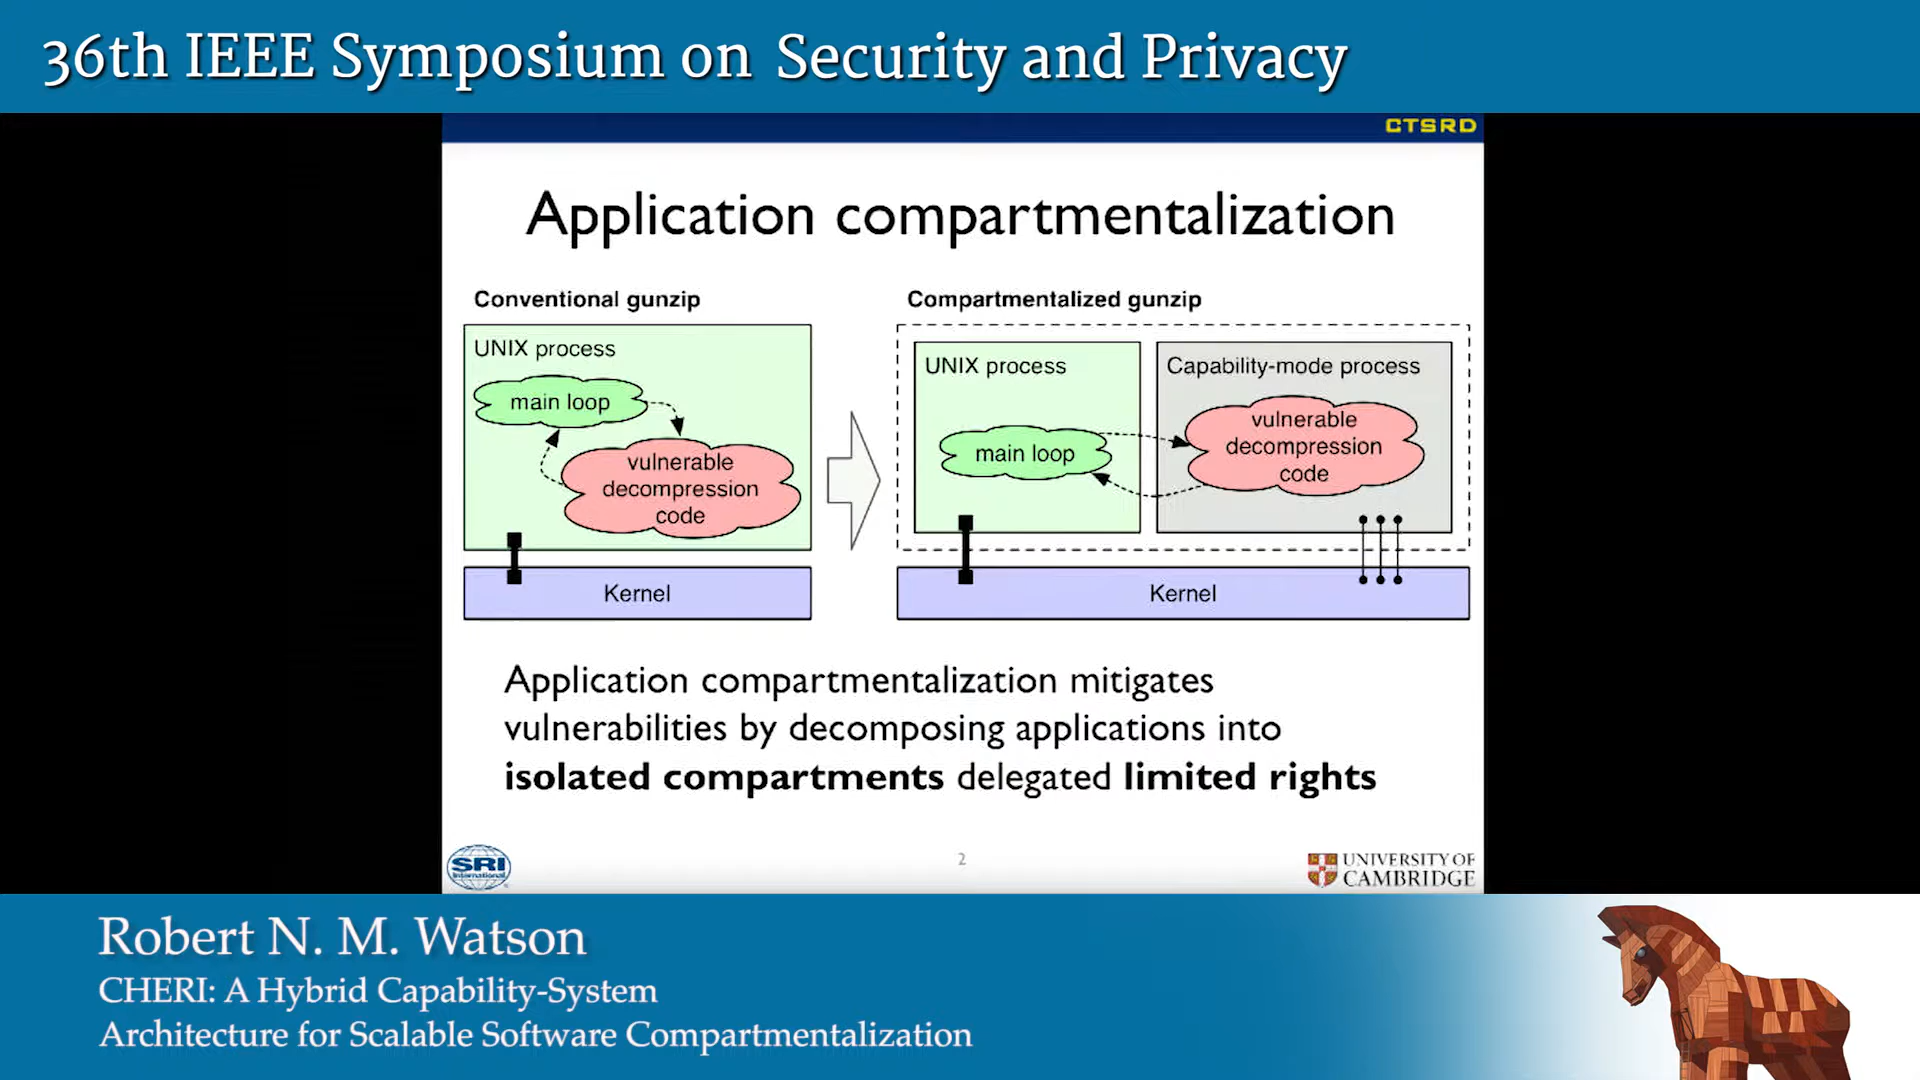 36th IEEE Symposium on Security and Privacy
CTSRD
Application compartmentalization
Conventional gunzip
UNIX process
main loop
vulnerable
decompression
code
Kernel
Compartmentalized gunzip
UNIX process
main loop
Capability-mode process
vulnerable
decompression
code
Kernel
Application compartmentalization mitigates
vulnerabilities by decomposing applications into
isolated compartments delegated limited rights
SRI
International
2
UNIVERSITY OF
CAMBRIDGE
Robert N. M. Watson
CHERI: A Hybrid Capability-System
Architecture for Scalable Software Compartmentalization